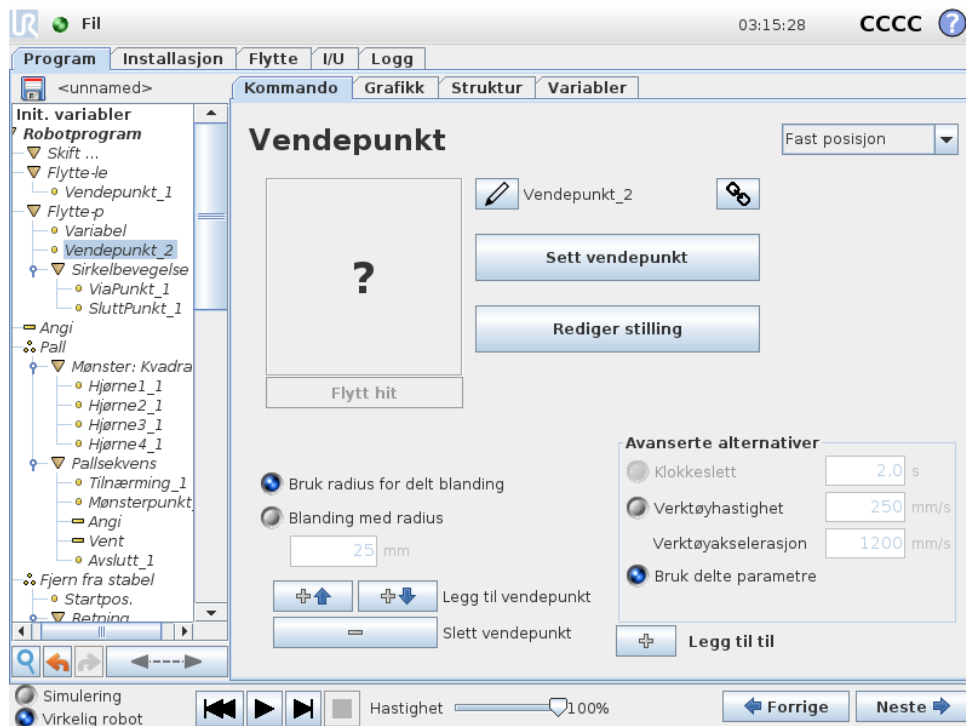 UR Fil 03:15:28 CCCC ?
Program Installasjon Flytte I/U Logg
<unnamed>
Kommando Grafikk Struktur Variabler
Init. variabler
Robotprogram
Skift ...
Flytte-le
Vendepunkt_1
Flytte-p
Variabel
Vendepunkt_2
Sirkelbevegelse
ViaPunkt_1
SluttPunkt_1
Angi
Pall
Mønster: Kvadra
Hjørne1_1
Hjørne2_1
Hjørne3_1
Hjørne4_1
Pallsekvens
Tilnærming_1
Mønsterpunkt
Angi
Vent
Avslutt_1
Fjern fra stabel
Startpos.
Retning
Vendepunkt
Fast posisjon
?
Vendepunkt_2
Sett vendepunkt
Rediger stilling
Flytt hit
Bruk radius for delt blanding
Blanding med radius
25 mm
Legg til vendepunkt
Slett vendepunkt
Avanserte alternativer
Klokkeslett 2,0 s
Verktøyhastighet 250 mm/s
Verktøyakselerasjon 1200 mm/s
Bruk delte parametre
Legg til til
Simulering
Virkelig robot
Hastighet 100%
Forrige Neste